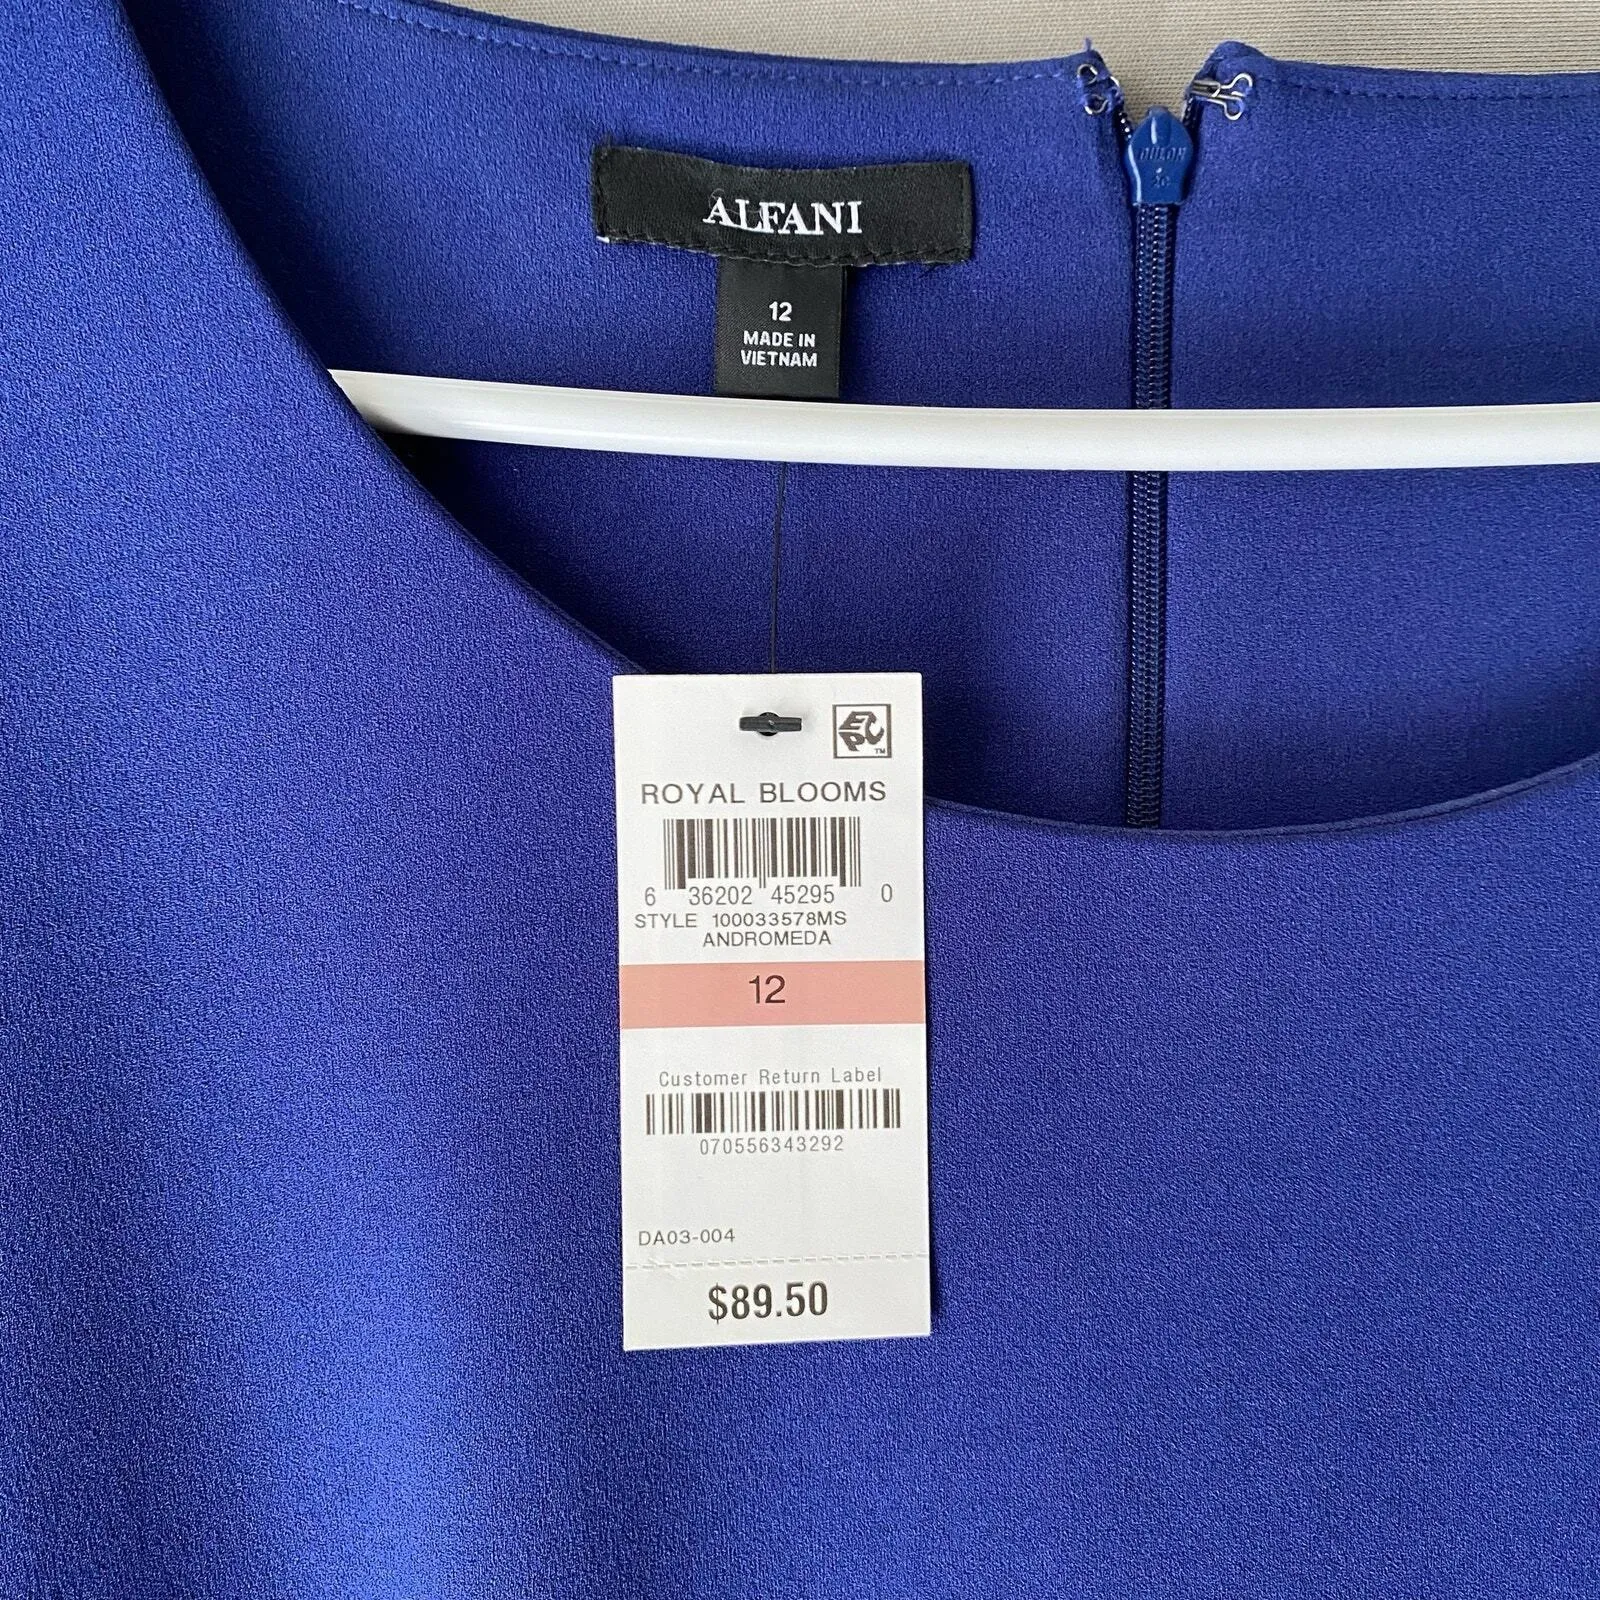 ALFANI
12
MADE IN
VIETNAM
ROYAL BLOOMS
6 36202 45295 0
STYLE 100033578MS
ANDROMEDA
12
Customer Return Label
070556343292
DA03-004
$89.50